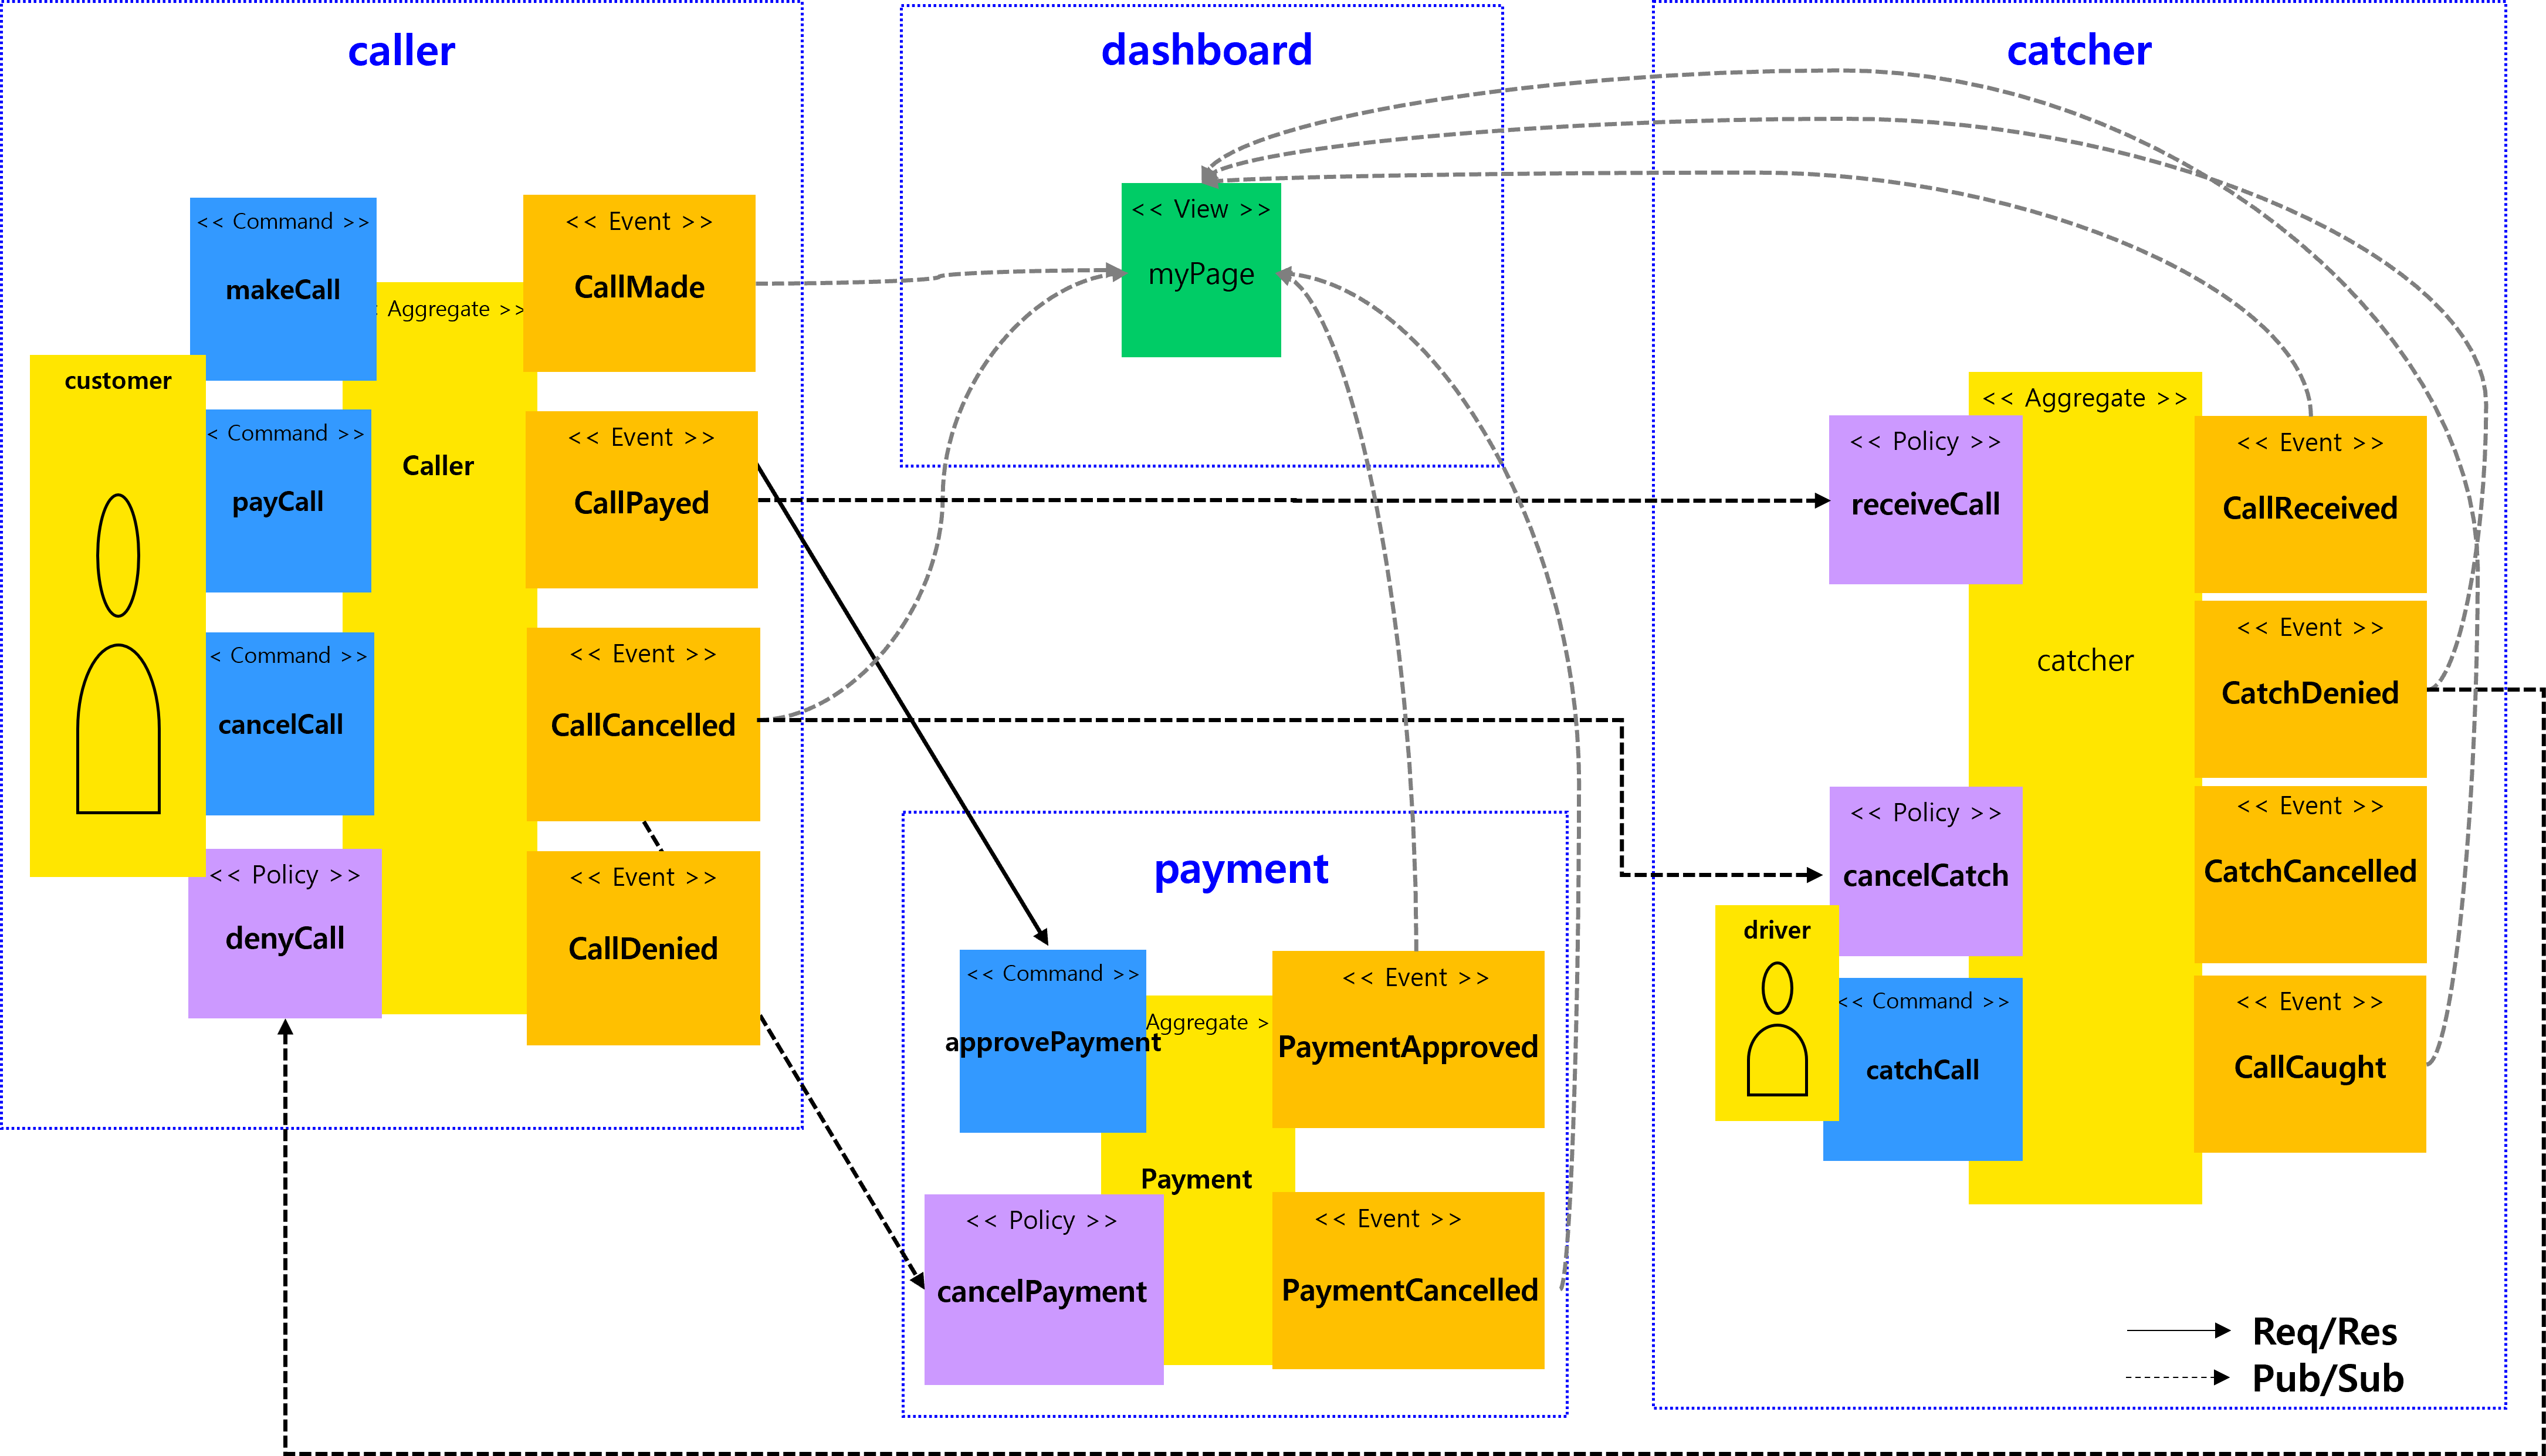 caller
<< Command >>
makeCall
< Aggregate >>
Caller
customer
< Command >>
payCall
< Command >>
cancelCall
<< Policy >>
denyCall
<< Event >>
CallMade
<< Event >>
CallPayed
<< Event >>
CallCancelled
<< Event >>
CallDenied
dashboard
<< View >>
myPage
payment
<< Command >>
approvePayment
Aggregate >
Payment
<< Policy >>
cancelPayment
<< Event >>
PaymentApproved
<< Event >>
PaymentCancelled
catcher
<< Aggregate >>
catcher
<< Policy >>
receiveCall
<< Policy >>
cancelCatch
driver
<< Command >>
catchCall
<< Event >>
CallReceived
<< Event >>
CatchDenied
<< Event >>
CatchCancelled
<< Event >>
CallCaught
Req/Res
Pub/Sub